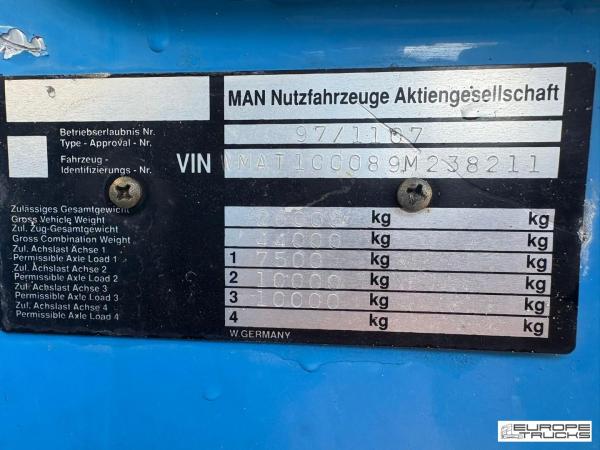 MAN Nutzfahrzeuge Aktiengesellschaft
Betriebserlaubnis Nr.
Type - Approval - Nr. 97/1187
Fahrzeug -
Identifizierungs - Nr. VIN WMAT100089M238211
Zulässiges Gesamtgewicht
Gross Vehicle Weight kg kg
Zul. Zug-Gesamtgewicht
Gross Combination Weight 44000 kg kg
Zul. Achslast Achse 1
Permissible Axle Load 1 1 7500 kg kg
Zul. Achslast Achse 2
Permissible Axle Load 2 2 10000 kg kg
Zul. Achslast Achse 3
Permissible Axle Load 3 3 10000 kg kg
Zul. Achslast Achse 4
Permissible Axle Load 4 4 kg kg
W.GERMANY
EUROPE
TRUCKS